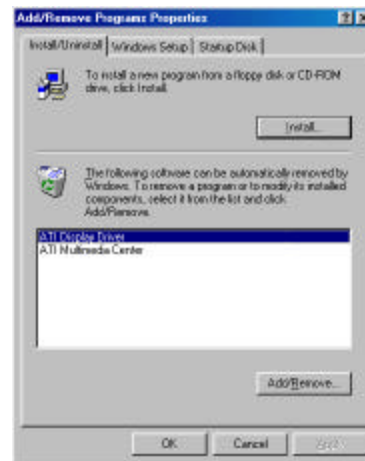 Add/Remove Programs Properties
Install/Uninstall Windows Setup Startup Disk
To install a new program from a floppy disk or CD-ROM
drive, click Install.
Install...
The following software can be automatically removed by
Windows. To remove a program or to modify its installed
components, select it from the list and click
Add/Remove.
ATI Display Driver
ATI Multimedia Center
Add/Remove...
OK Cancel Apply